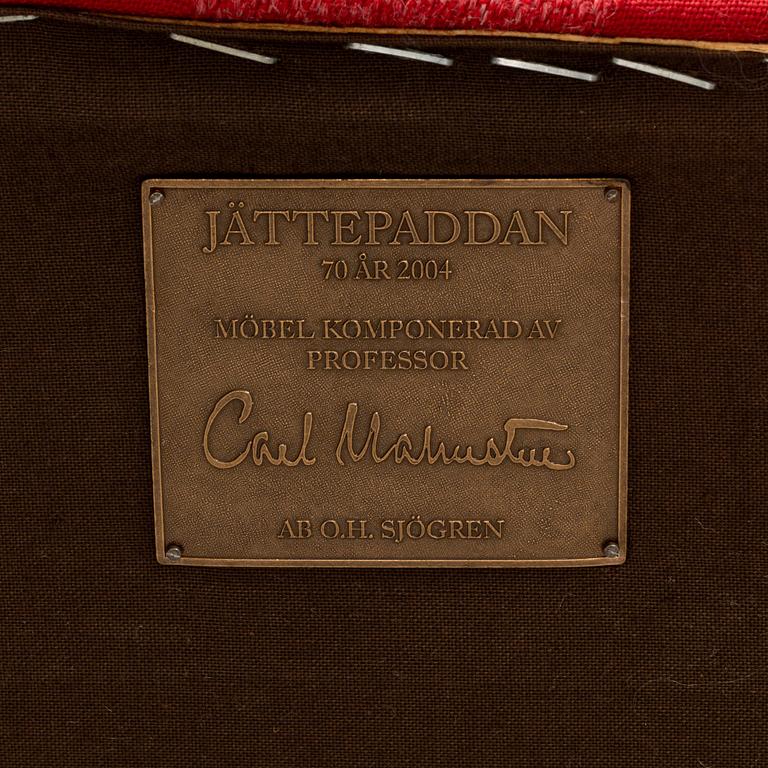 JÄTTEPADDAN
70 ÅR 2004
MÖBEL KOMPONERAD AV
PROFESSOR
Carl Malmsten
AB O.H. SJÖGREN